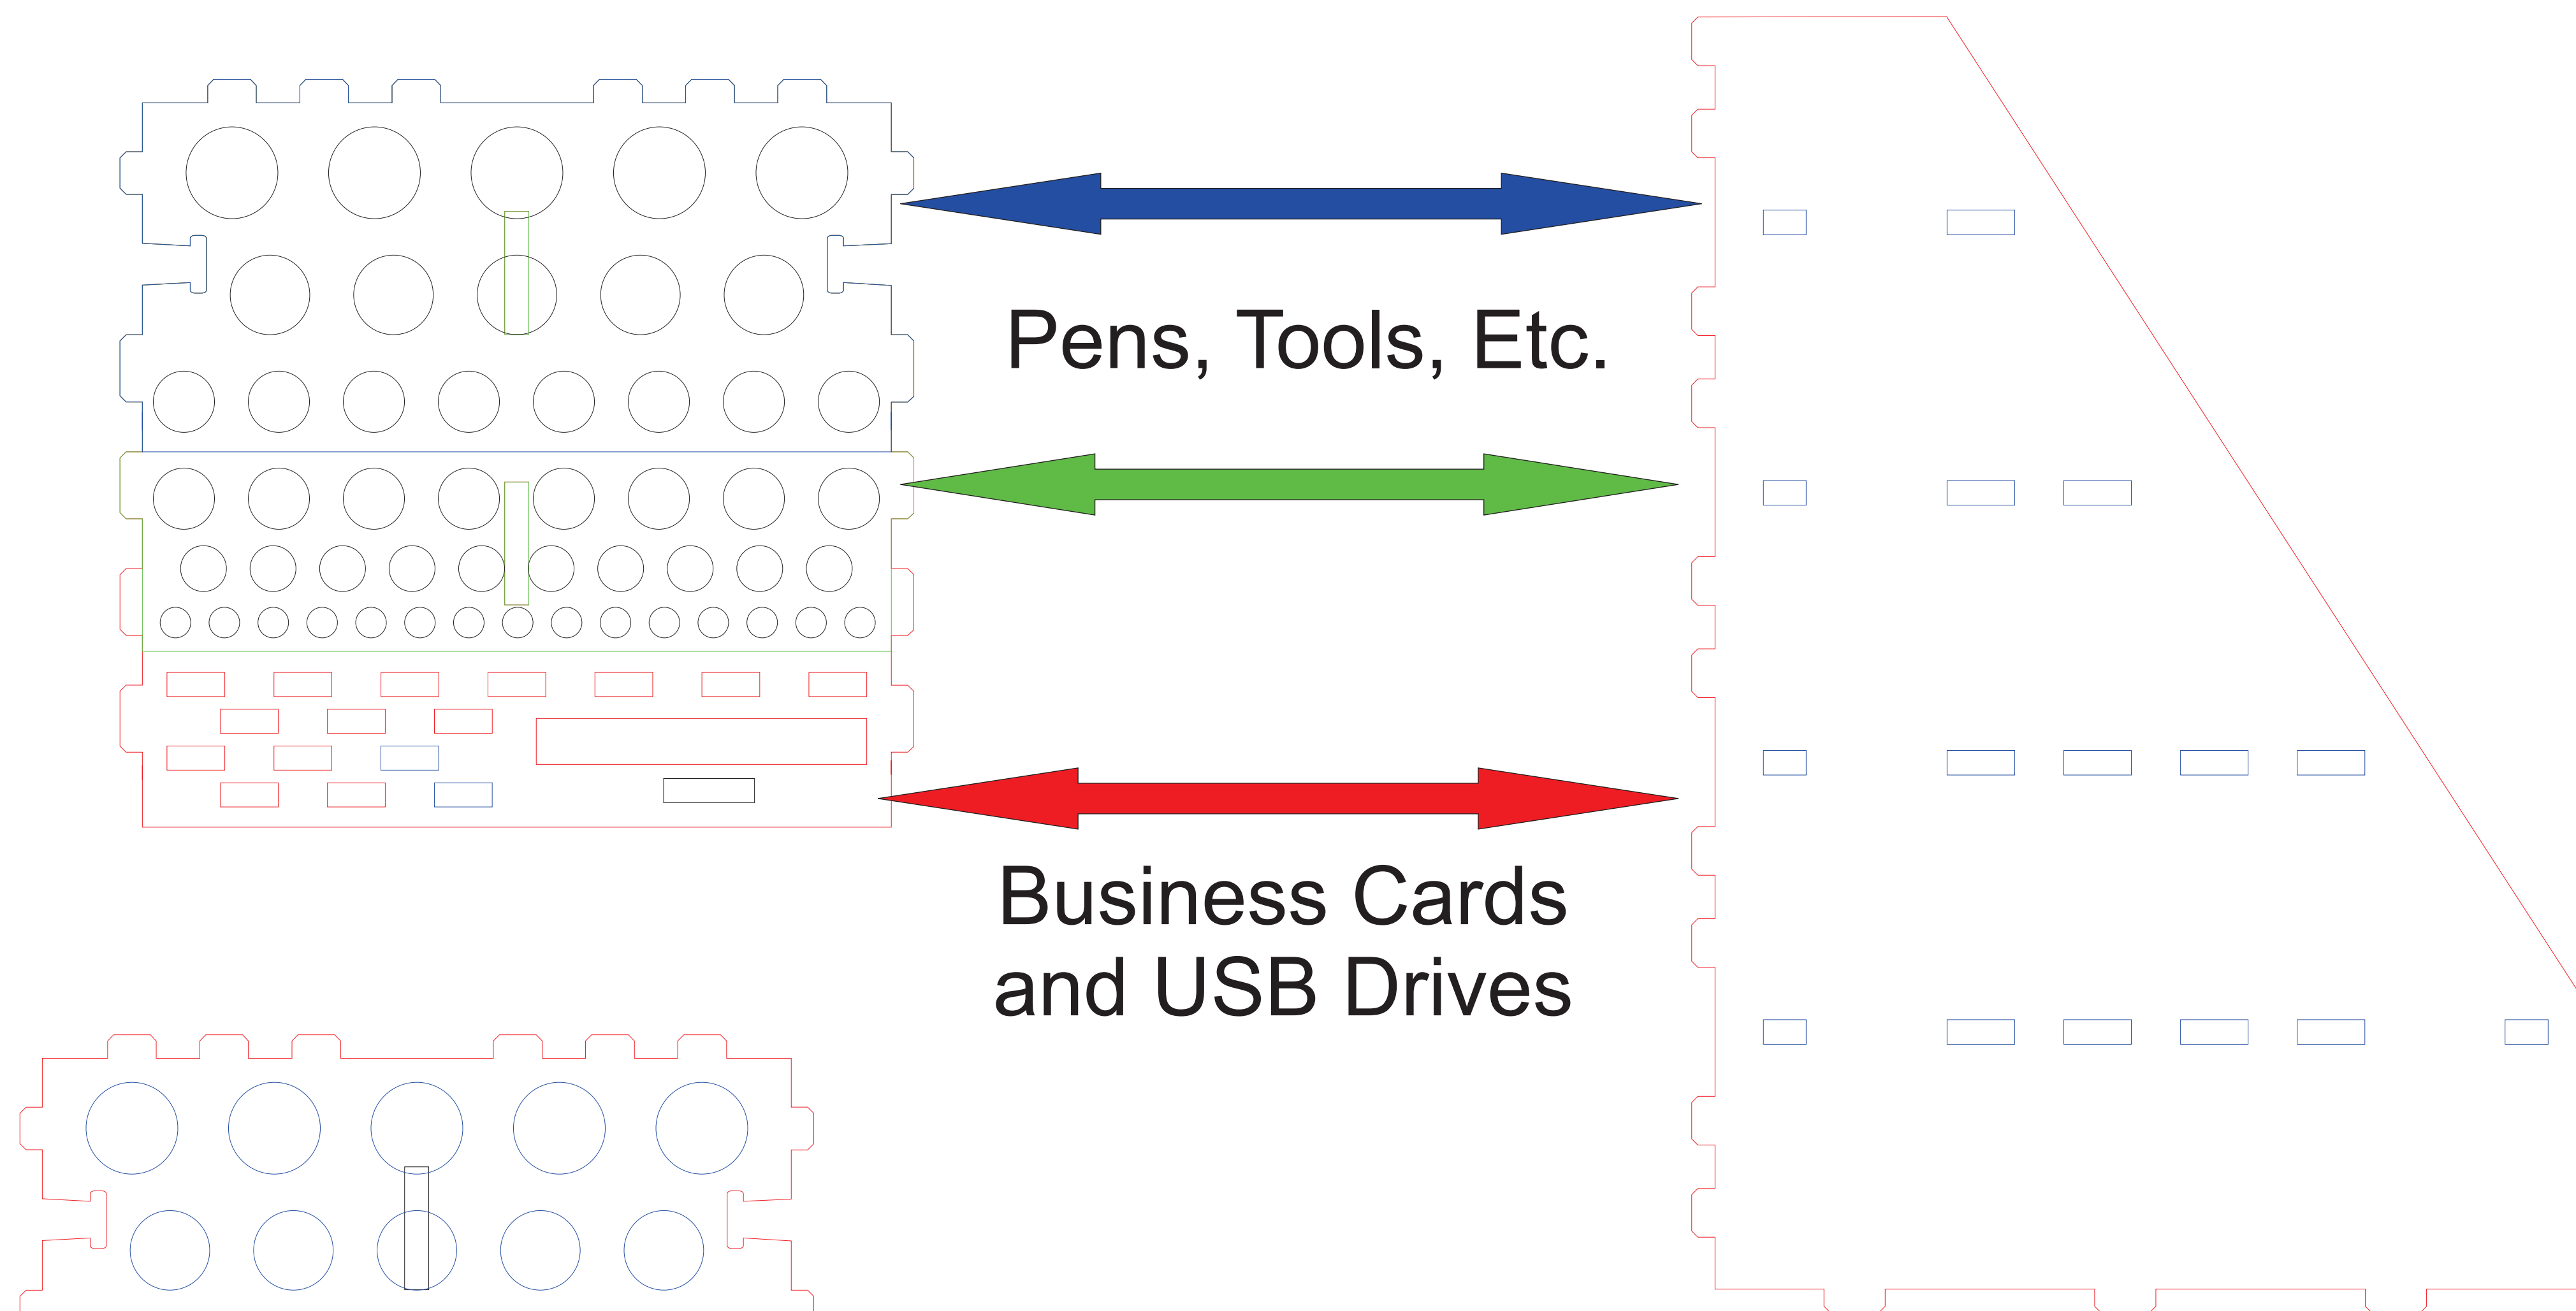 Pens, Tools, Etc.
Business Cards
and USB Drives